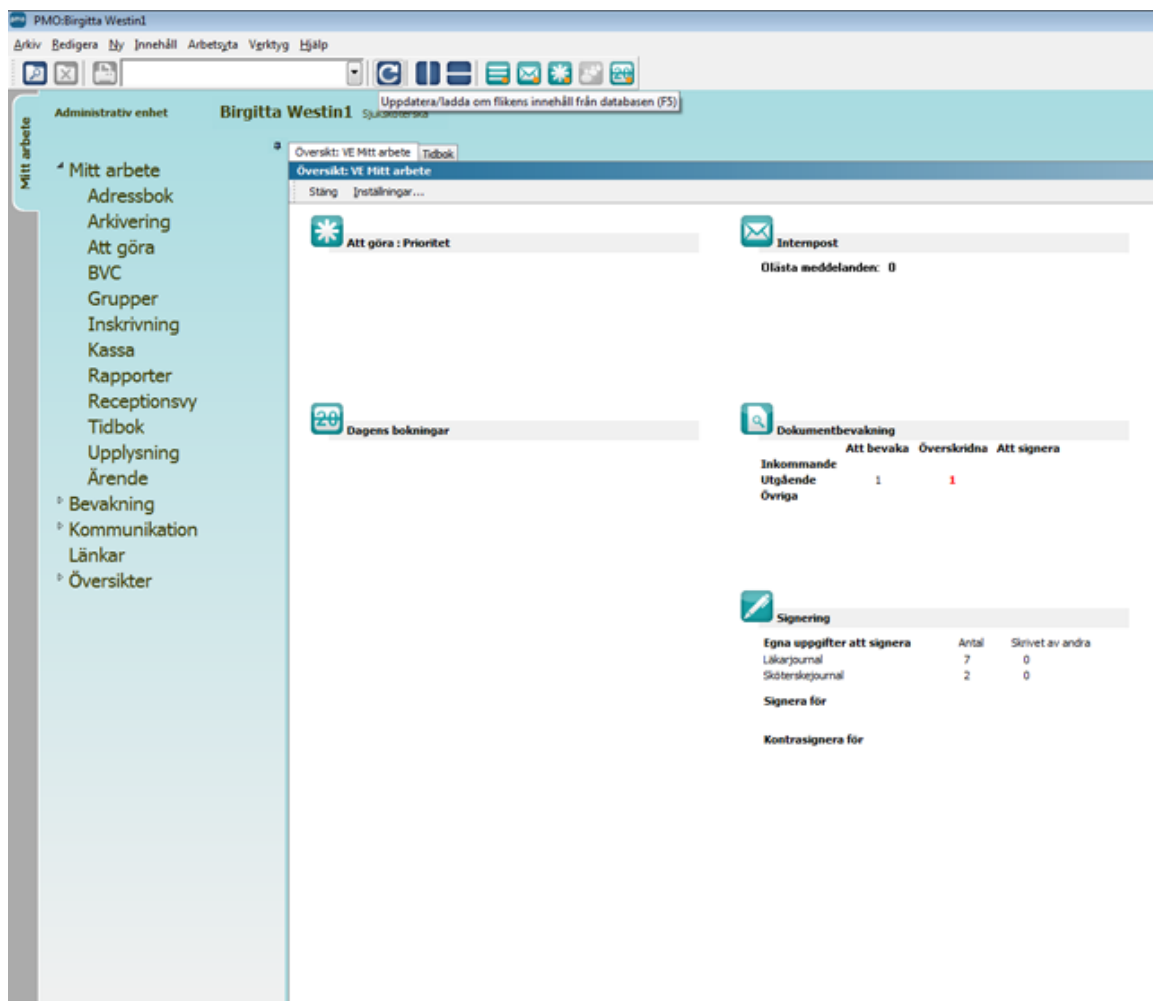 pmo PMO:Birgitta Westin1
Arkiv Redigera Ny Innehåll Arbetsyta Verktyg Hjälp
20
Uppdatera/ladda om flikens innehåll från databasen (F5)
Administrativ enhet Birgitta Westin1 Sjuksköterska
Mitt arbete
Översikt: VE Mitt arbete Tidbok
Översikt: VE Mitt arbete
Stäng Inställningar...
Mitt arbete
Adressbok
Arkivering
Att göra
BVC
Grupper
Inskrivning
Kassa
Rapporter
Receptionsvy
Tidbok
Upplysning
Ärende
Bevakning
Kommunikation
Länkar
Översikter
Att göra : Prioritet
Internpost
Olästa meddelanden: 0
20 Dagens bokningar
Dokumentbevakning
Att bevaka Överskridna Att signera
Inkommande
Utgående 1 1
Övriga
Signering
Egna uppgifter att signera Antal Skrivet av andra
Läkarjournal 7 0
Sköterskejournal 2 0
Signera för
Kontrasignera för